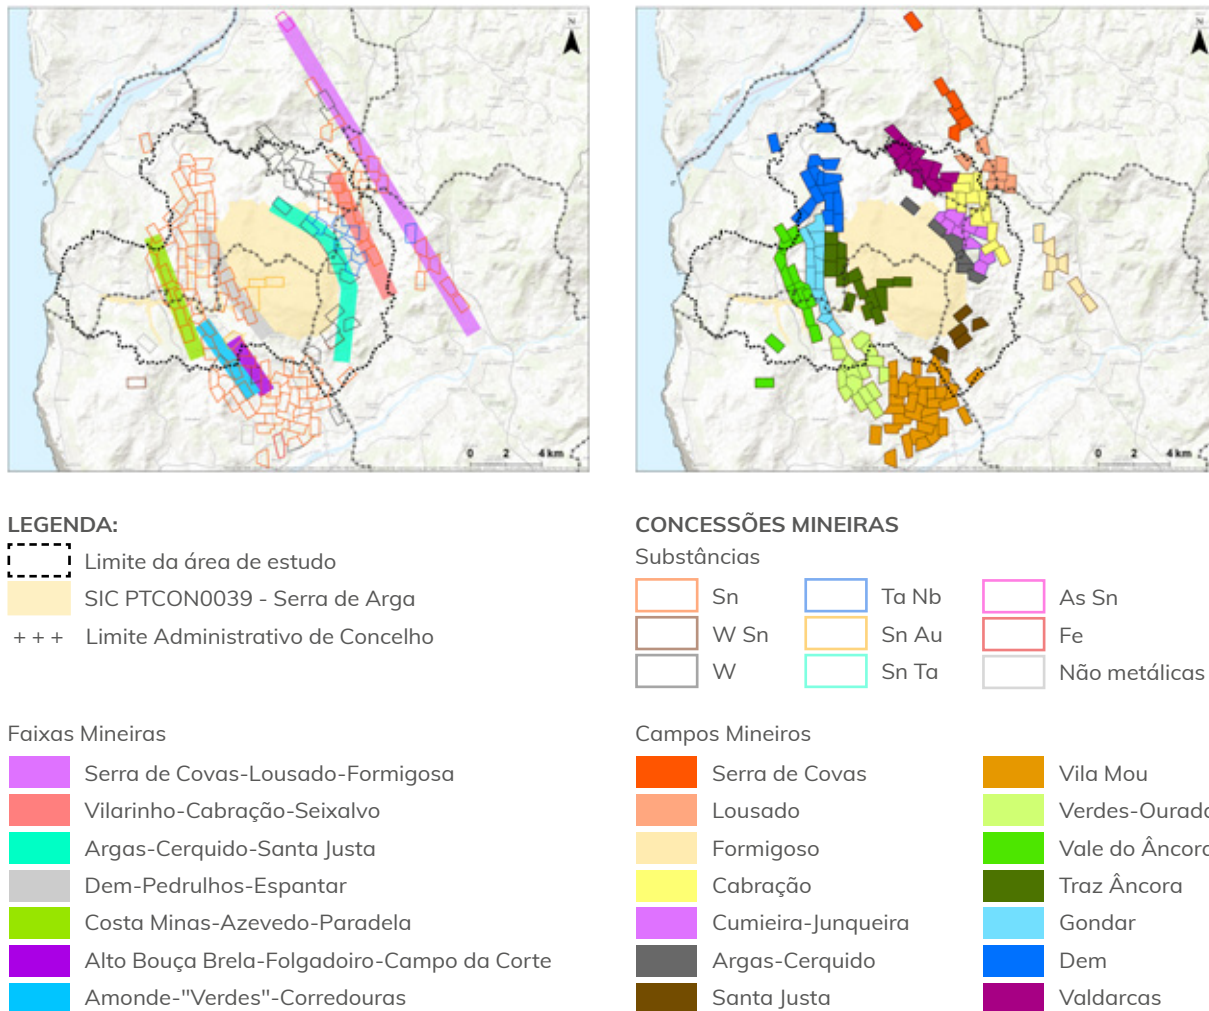 N
N
0 2 4 km
0 2 4 km
LEGENDA:
Limite da área de estudo
SIC PTCON0039 - Serra de Arga
+ + + Limite Administrativo de Concelho
CONCESSÕES MINEIRAS
Substâncias
Sn
W Sn
W
Ta Nb
Sn Au
Sn Ta
As Sn
Fe
Não metálicas
Faixas Mineiras
Serra de Covas-Lousado-Formigosa
Vilarinho-Cabração-Seixalvo
Argas-Cerquido-Santa Justa
Dem-Pedrulhos-Espantar
Costa Minas-Azevedo-Paradela
Alto Bouça Brela-Folgadoiro-Campo da Corte
Amonde-"Verdes"-Corredouras
Campos Mineiros
Serra de Covas
Lousado
Formigoso
Cabração
Cumieira-Junqueira
Argas-Cerquido
Santa Justa
Vila Mou
Verdes-Ourada
Vale do Âncora
Traz Âncora
Gondar
Dem
Valdarcas